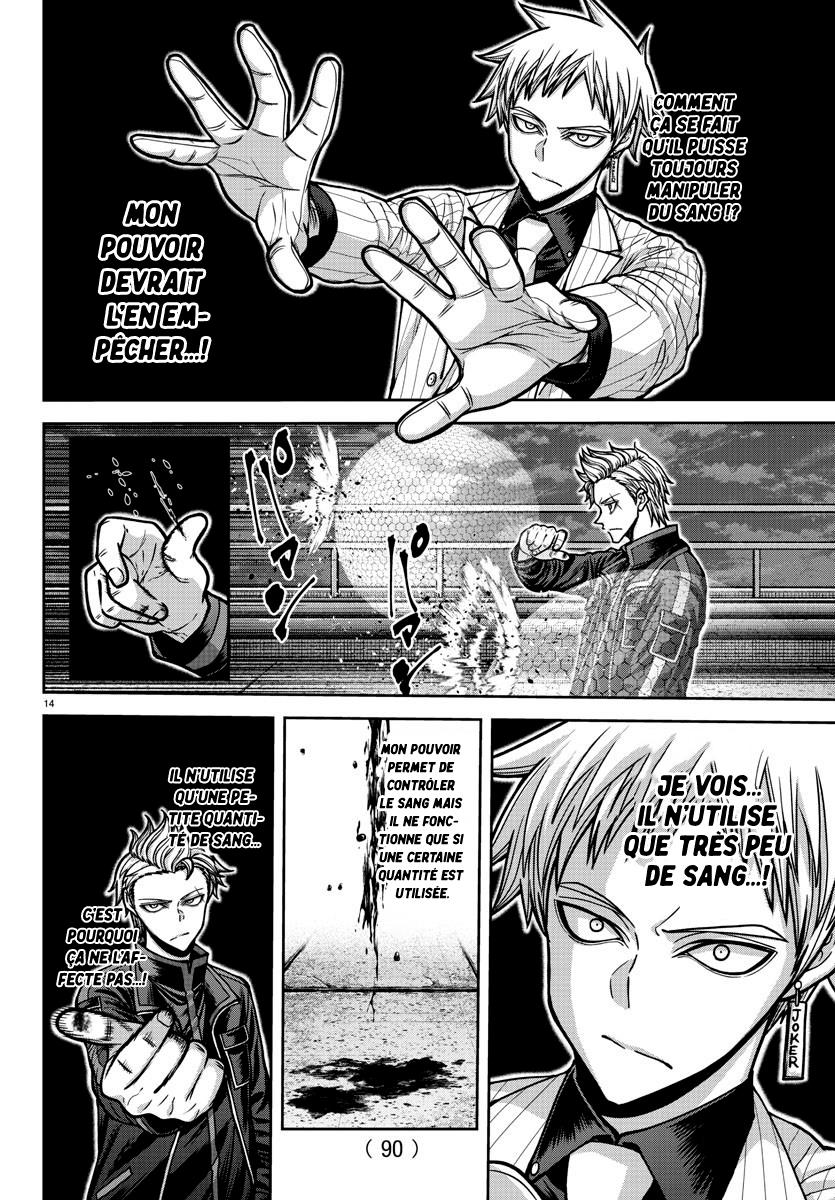 COMMENT
ÇA SE FAIT
QU'IL PUISSE
TOUJOURS
MANIPULER
DU SANG !?
MON
POUVOIR
DEVRAIT
L'EN EM-
PÊCHER...!
14
JE VOIS...
IL N'UTILISE
QUE TRÈS PEU
DE SANG...!
JOKER
MON POUVOIR
PERMET DE
CONTRÔLER
LE SANG MAIS
IL NE FONC-
TIONNE QUE SI
UNE CERTAINE
QUANTITÉ EST
UTILISÉE.
IL N'UTILISE
QU'UNE PE-
TITE QUANTI-
TÉ DE SANG...
C'EST
POURQUOI
ÇA NE L'AF-
FECTE PAS...!
( 90 )